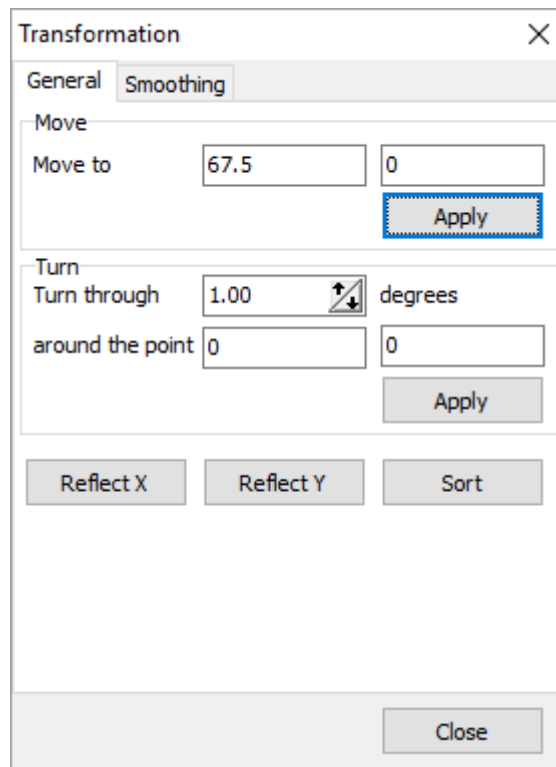 Transformation
General Smoothing
Move
Move to 67.5 0
Apply
Turn
Turn through 1.00 degrees
around the point 0 0
Apply
Reflect X Reflect Y Sort
Close